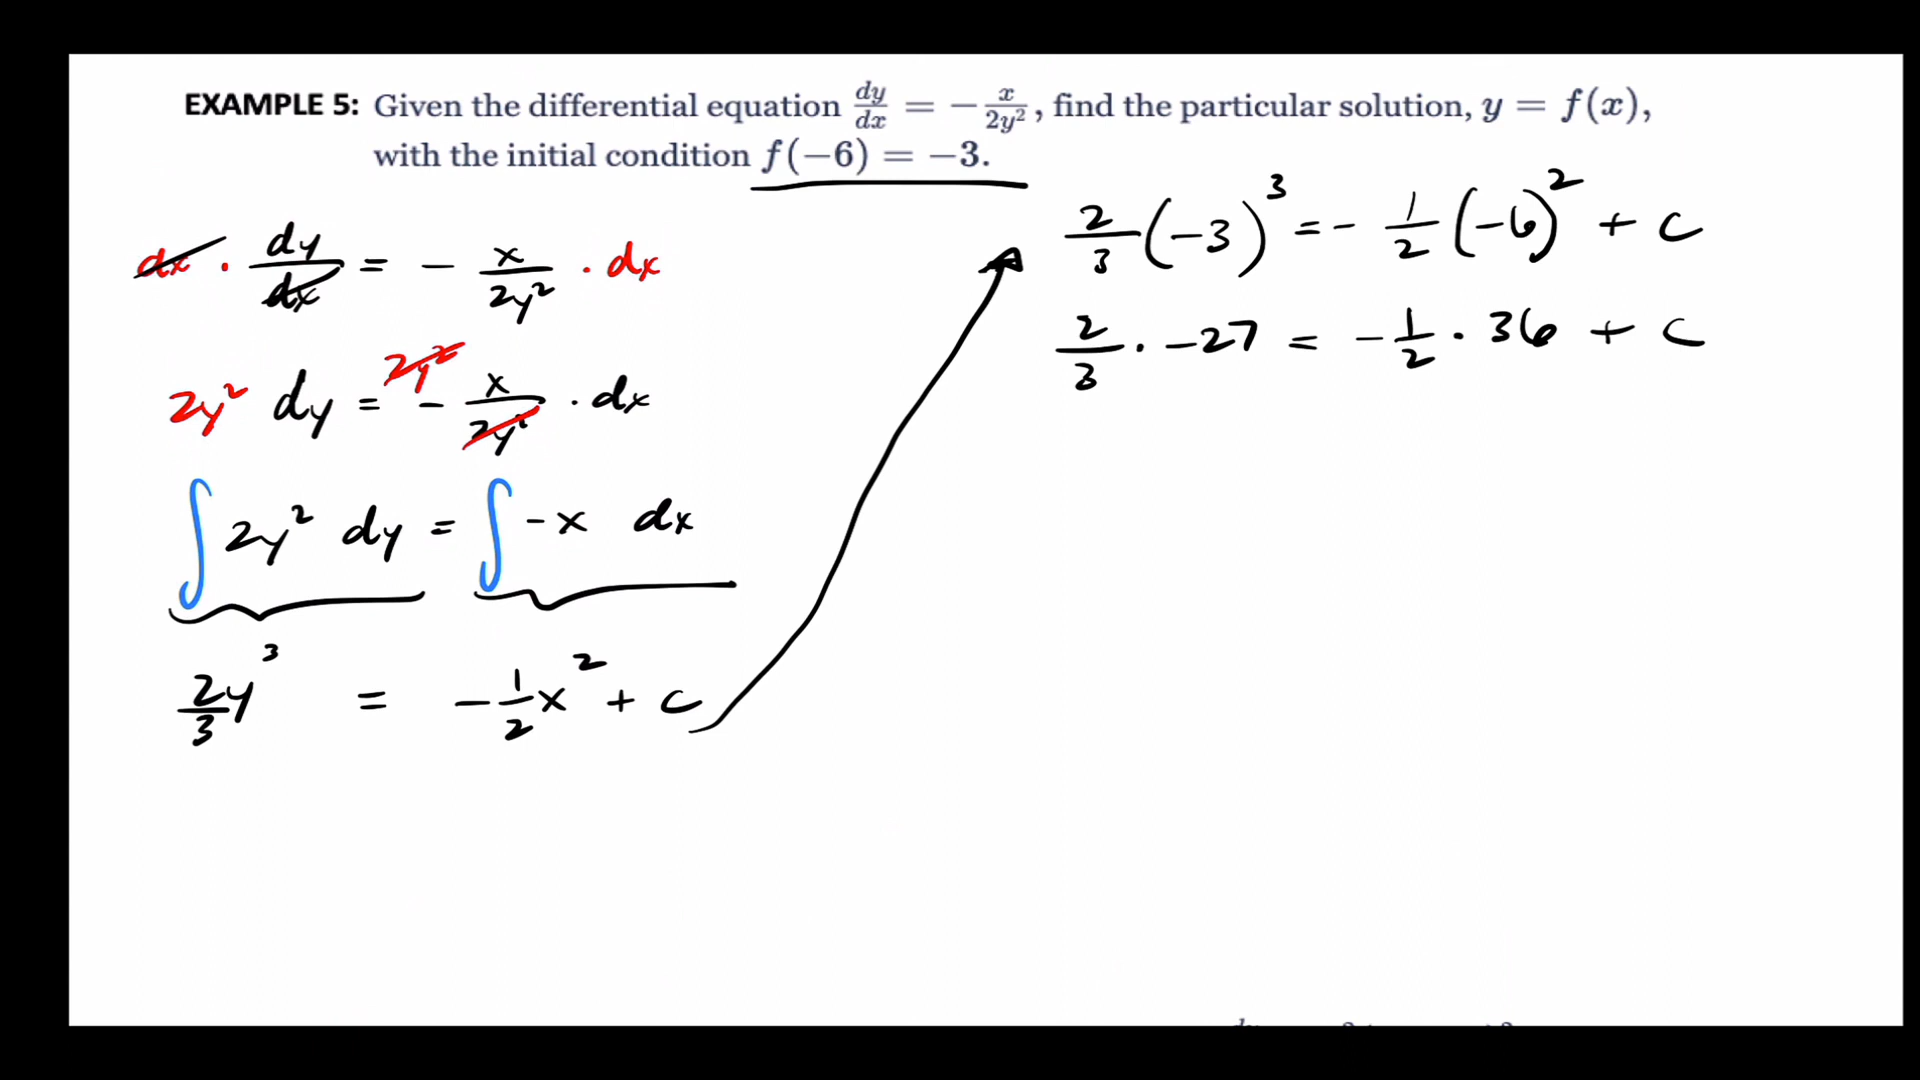 EXAMPLE 5: Given the differential equation dy/dx = −x/2y², find the particular solution, y = f(x),
with the initial condition f(−6) = −3.
dx · dy/dx = − x/2y² · dx
2y² dy = 2y² − x/2y² · dx
∫ 2y² dy = ∫ -x dx
2/3 y³ = − 1/2 x² + c
2/3 (−3)³ = − 1/2 (−6)² + c
2/3 · −27 = − 1/2 · 36 + c